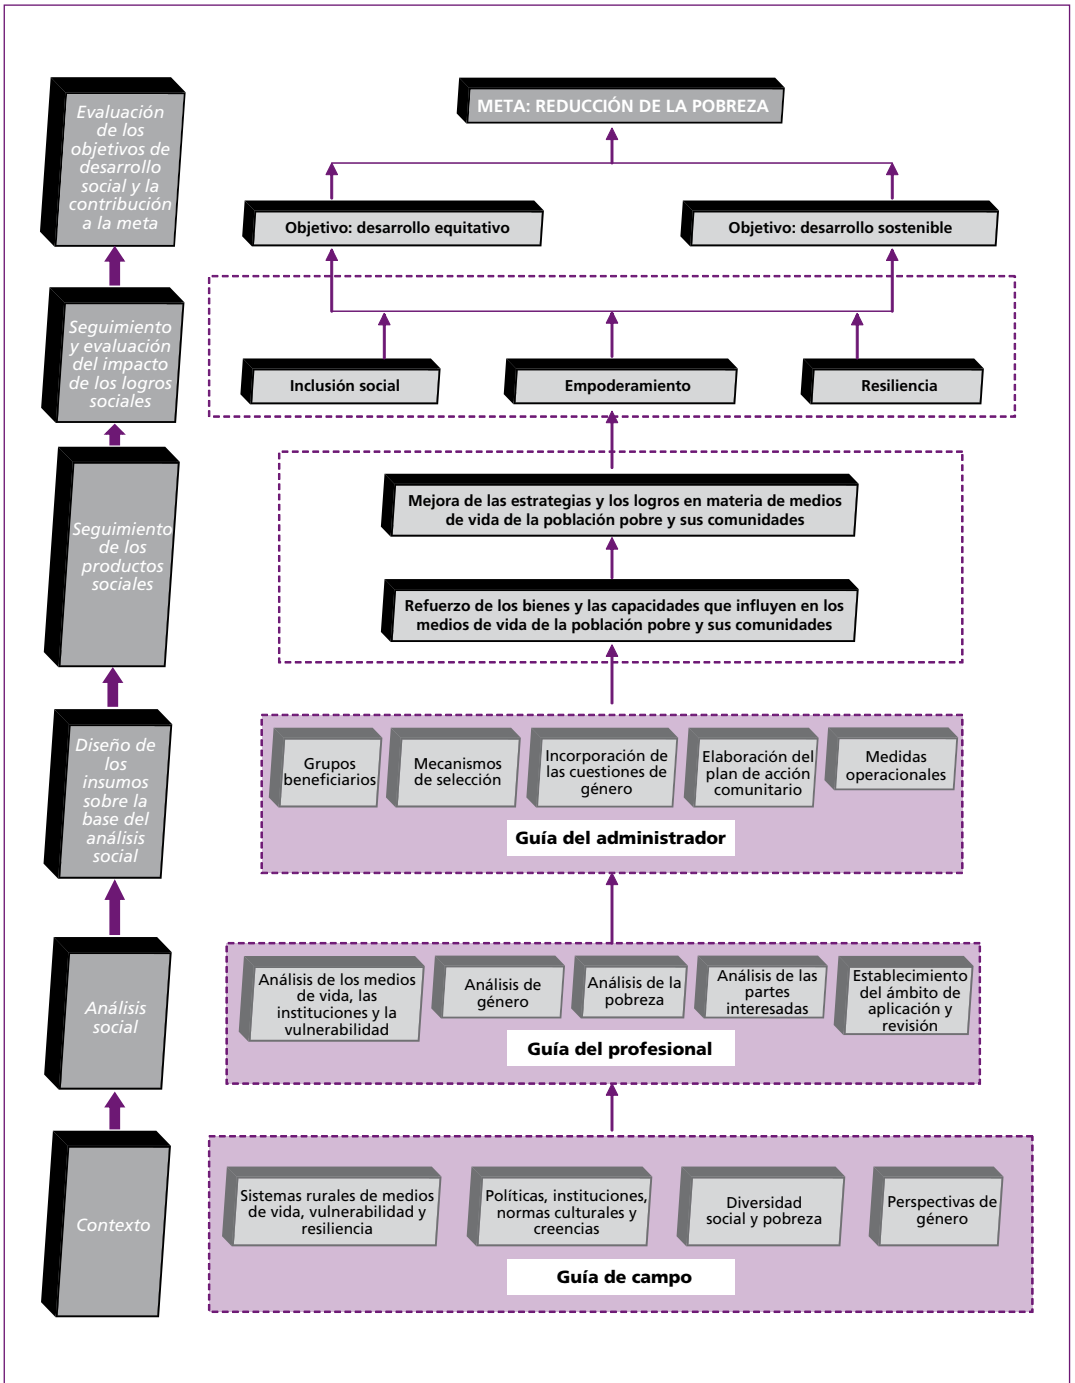 Evaluación
de los
objetivos de
desarrollo
social y la
contribución
a la meta
META: REDUCCIÓN DE LA POBREZA
Objetivo: desarrollo equitativo
Objetivo: desarrollo sostenible
Seguimiento
y evaluación
del impacto
de los logros
sociales
Inclusión social
Empoderamiento
Resiliencia
Seguimiento
de los
productos
sociales
Mejora de las estrategias y los logros en materia de medios
de vida de la población pobre y sus comunidades
Refuerzo de los bienes y las capacidades que influyen en los
medios de vida de la población pobre y sus comunidades
Diseño de
los
insumos
sobre la
base del
análisis
social
Grupos
beneficiarios
Mecanismos
de selección
Incorporación de
las cuestiones de
género
Elaboración del
plan de acción
comunitario
Medidas
operacionales
Guía del administrador
Análisis
social
Análisis de los medios
de vida, las
instituciones y la
vulnerabilidad
Análisis de
género
Análisis de la
pobreza
Análisis de las
partes
interesadas
Establecimiento
del ámbito de
aplicación y
revisión
Guía del profesional
Contexto
Sistemas rurales de medios
de vida, vulnerabilidad y
resiliencia
Políticas, instituciones,
normas culturales y
creencias
Diversidad
social y pobreza
Perspectivas de
género
Guía de campo